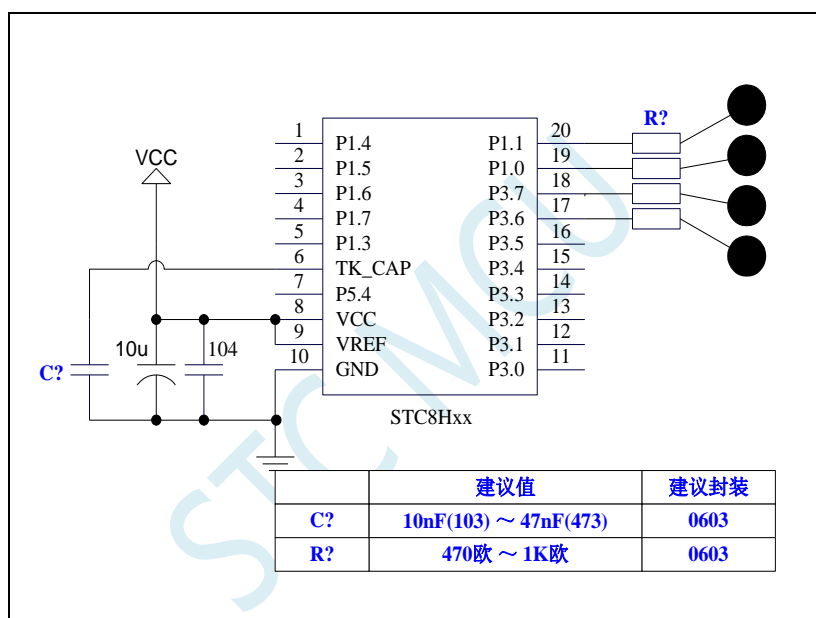 VCC
10u
104
C?
1 P1.4
2 P1.5
3 P1.6
4 P1.7
5 P1.3
6 TK_CAP
7 P5.4
8 VCC
9 VREF
10 GND
P1.1 20
P1.0 19
P3.7 18
P3.6 17
P3.5 16
P3.4 15
P3.3 14
P3.2 13
P3.1 12
P3.0 11
R?
STC8Hxx
STC MCU
建议值 建议封装
C? 10nF(103) ～ 47nF(473) 0603
R? 470欧 ～ 1K欧 0603